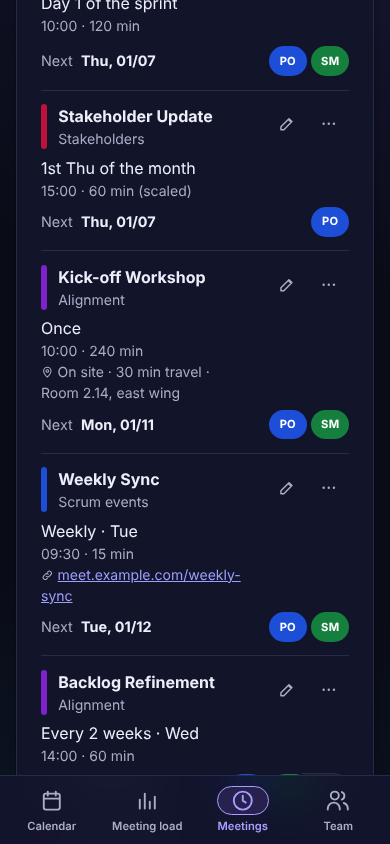 Day 1 of the sprint
10:00 · 120 min
Next Thu, 01/07 PO SM
Stakeholder Update
Stakeholders
1st Thu of the month
15:00 · 60 min (scaled)
Next Thu, 01/07 PO
Kick-off Workshop
Alignment
Once
10:00 · 240 min
On site · 30 min travel ·
Room 2.14, east wing
Next Mon, 01/11 PO SM
Weekly Sync
Scrum events
Weekly · Tue
09:30 · 15 min
meet.example.com/weekly-
sync
Next Tue, 01/12 PO SM
Backlog Refinement
Alignment
Every 2 weeks · Wed
14:00 · 60 min
Calendar Meeting load Meetings Team